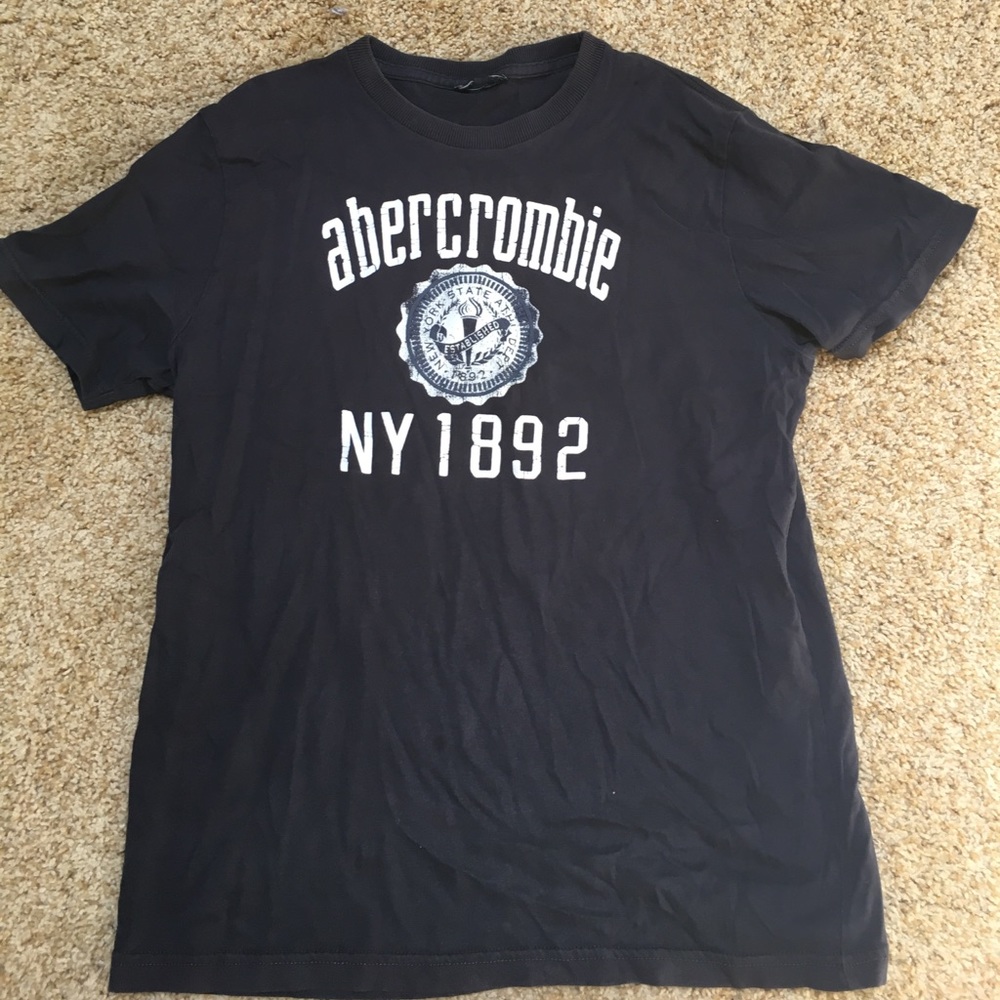 abercrombie
NEW YORK STATE ATH. DEPT.
ESTABLISHED
1892
NY 1892